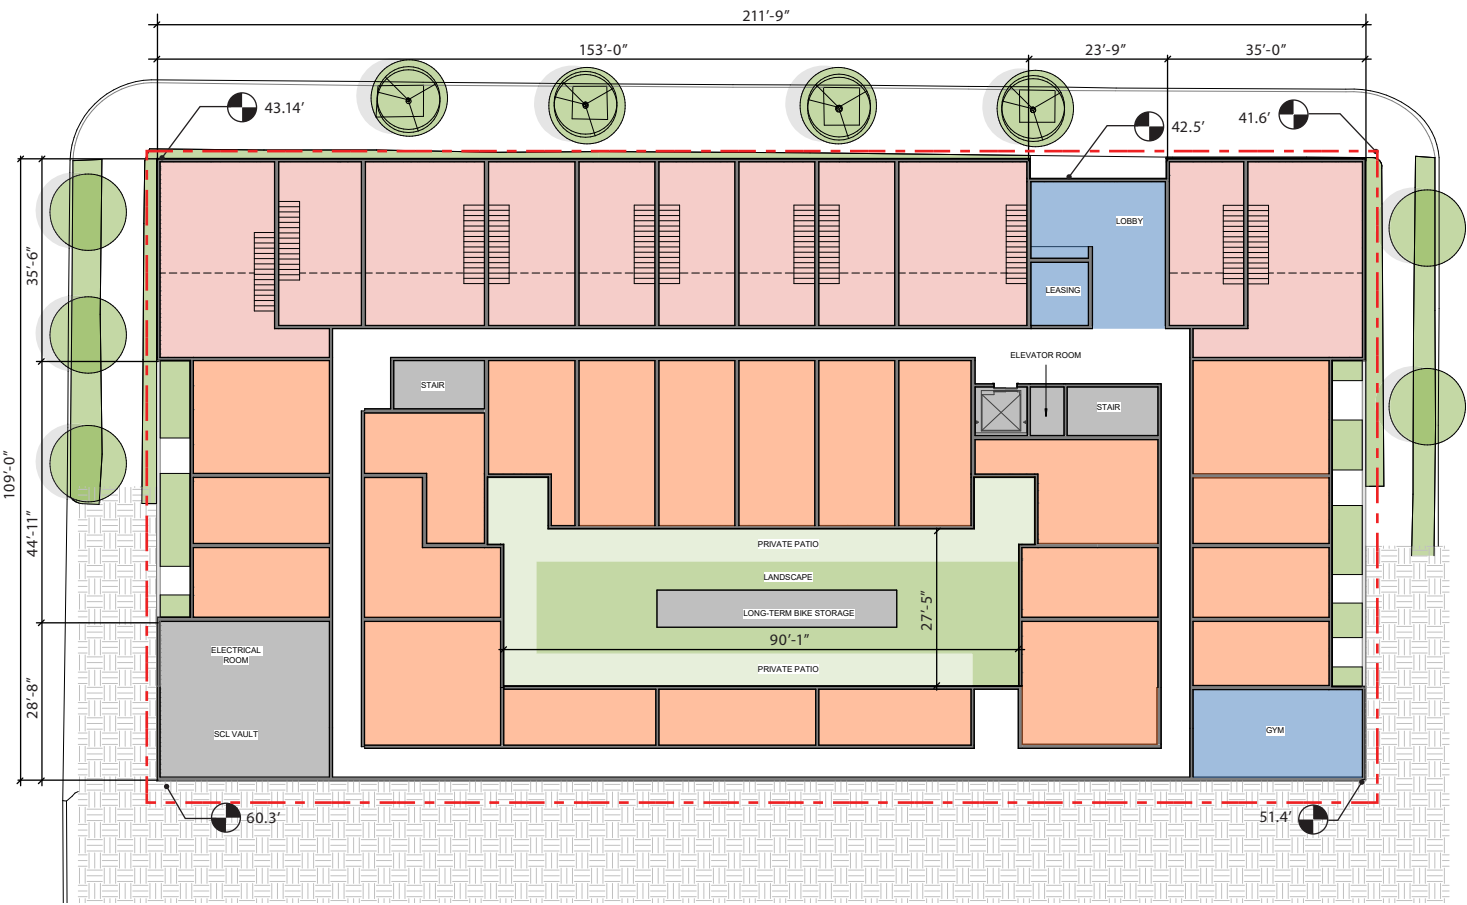 211'-9"
153'-0"
23'-9"
35'-0"
43.14'
42.5'
41.6'
35'-6"
LOBBY
LEASING
ELEVATOR ROOM
STAIR
STAIR
109'-0"
44'-11"
PRIVATE PATIO
LANDSCAPE
LONG-TERM BIKE STORAGE
27'-5"
90'-1"
PRIVATE PATIO
ELECTRICAL
ROOM
28'-8"
SCL VAULT
GYM
60.3'
51.4'